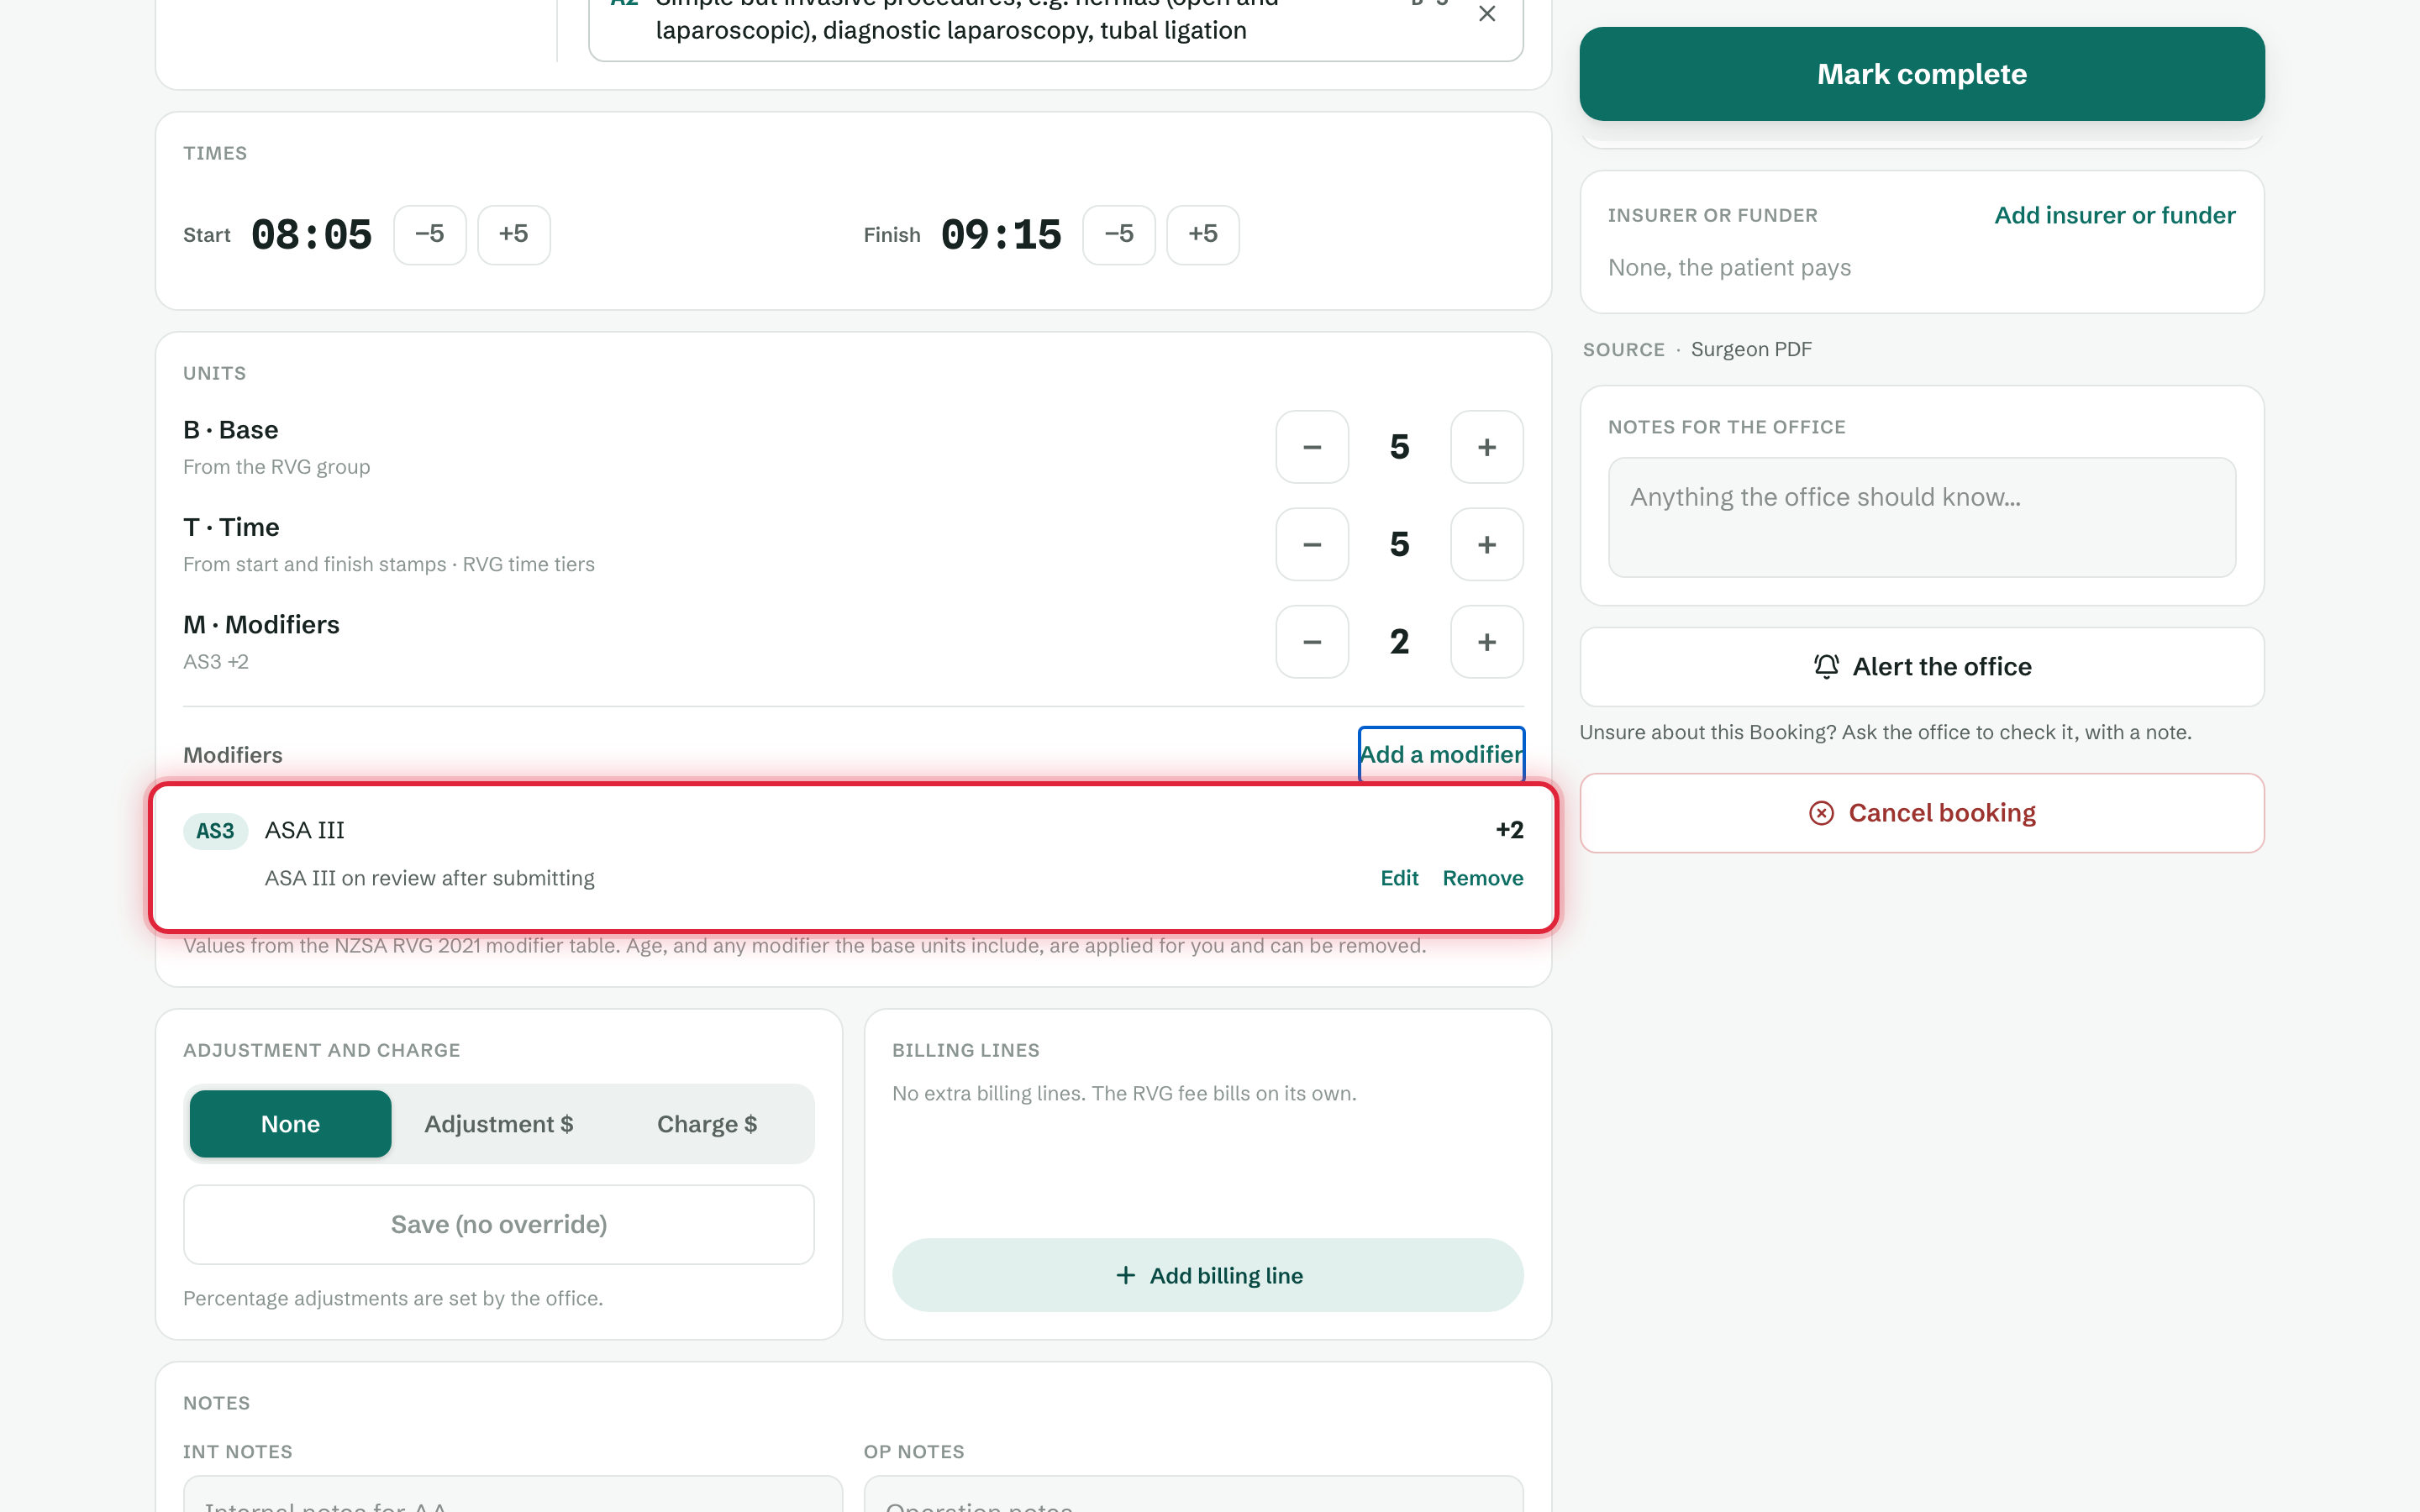 laparoscopic), diagnostic laparoscopy, tubal ligation
Mark complete
TIMES
Start 08:05 −5 +5
Finish 09:15 −5 +5
UNITS
B · Base
From the RVG group
− 5 +
T · Time
From start and finish stamps · RVG time tiers
− 5 +
M · Modifiers
AS3 +2
− 2 +
Modifiers
Add a modifier
AS3 ASA III +2
ASA III on review after submitting
Edit Remove
Values from the NZSA RVG 2021 modifier table. Age, and any modifier the base units include, are applied for you and can be removed.
ADJUSTMENT AND CHARGE
None Adjustment $ Charge $
Save (no override)
Percentage adjustments are set by the office.
BILLING LINES
No extra billing lines. The RVG fee bills on its own.
+ Add billing line
NOTES
INT NOTES
OP NOTES
INSURER OR FUNDER
Add insurer or funder
None, the patient pays
SOURCE · Surgeon PDF
NOTES FOR THE OFFICE
Anything the office should know...
Alert the office
Unsure about this Booking? Ask the office to check it, with a note.
Cancel booking